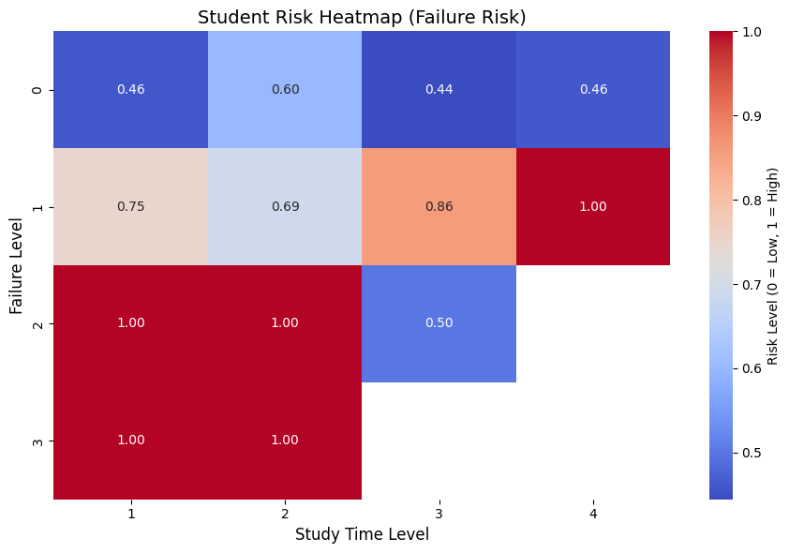 Student Risk Heatmap (Failure Risk)
0 0.46 0.60 0.44 0.46
1 0.75 0.69 0.86 1.00
2 1.00 1.00 0.50
3 1.00 1.00
1 2 3 4
Study Time Level
Failure Level
1.0
0.9
0.8
0.7
0.6
0.5
Risk Level (0 = Low, 1 = High)